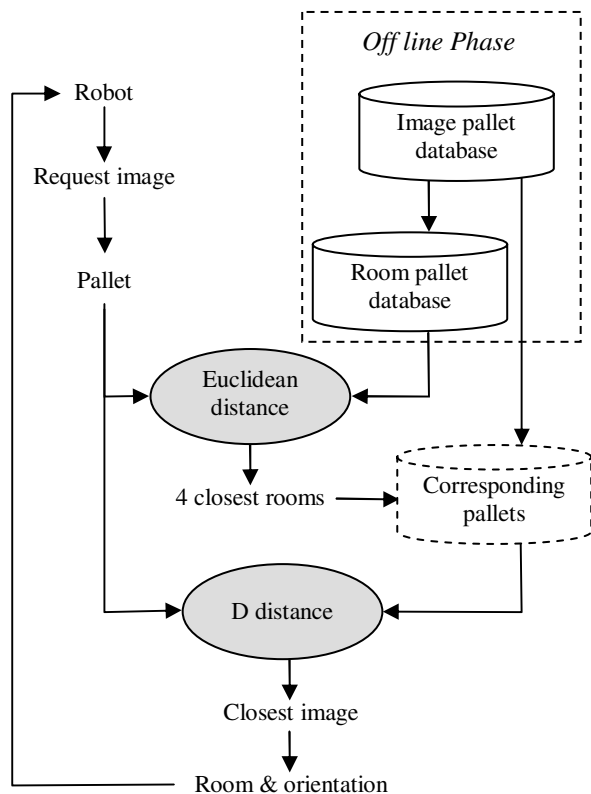 Off line Phase
Robot
Image pallet
database
Request image
Pallet
Room pallet
database
Euclidean
distance
4 closest rooms
Corresponding
pallets
D distance
Closest image
Room & orientation